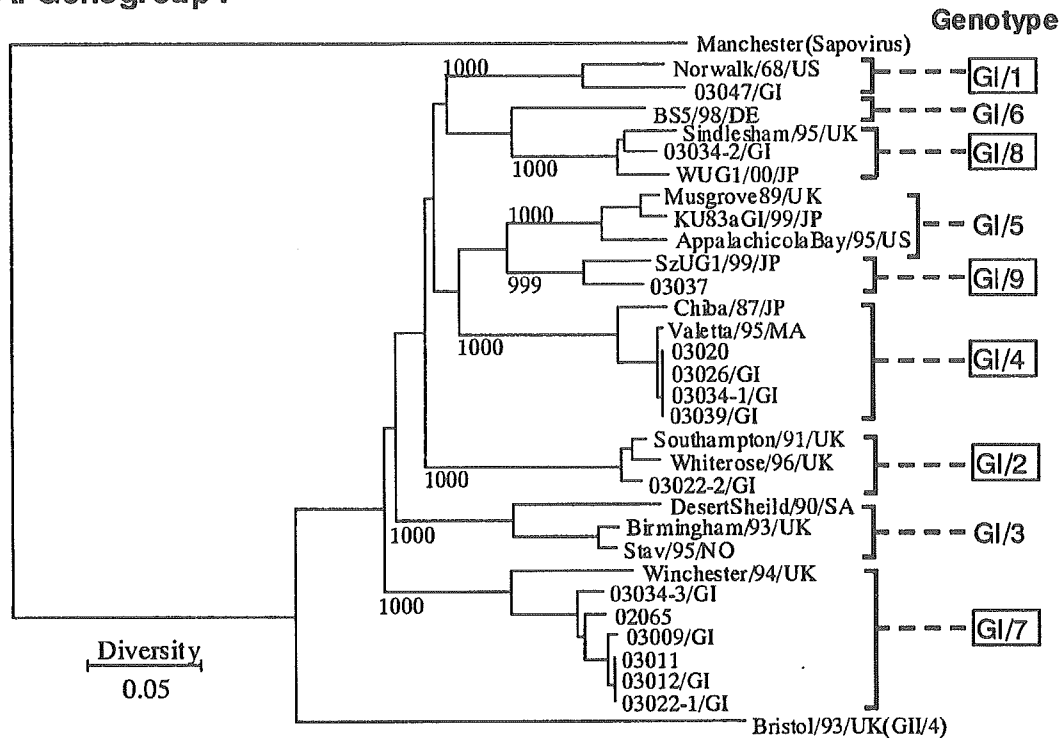 Genotype
Manchester(Sapovirus)
1000
Norwalk/68/US
GI/1
03047/GI
BS5/98/DE
GI/6
Sindlesham/95/UK
03034-2/GI
GI/8
1000
WUG1/00/JP
Musgrove89/UK
1000
KU83aGI/99/JP
GI/5
AppalachicolaBay/95/US
SzUG1/99/JP
999
03037
GI/9
Chiba/87/JP
1000
Valetta/95/MA
03020
GI/4
03026/GI
03034-1/GI
03039/GI
Southampton/91/UK
1000
Whiterose/96/UK
GI/2
03022-2/GI
DesertSheild/90/SA
1000
Birmingham/93/UK
GI/3
Stav/95/NO
Winchester/94/UK
1000
03034-3/GI
02065
GI/7
03009/GI
03011
03012/GI
03022-1/GI
Diversity
0.05
Bristol/93/UK(GII/4)